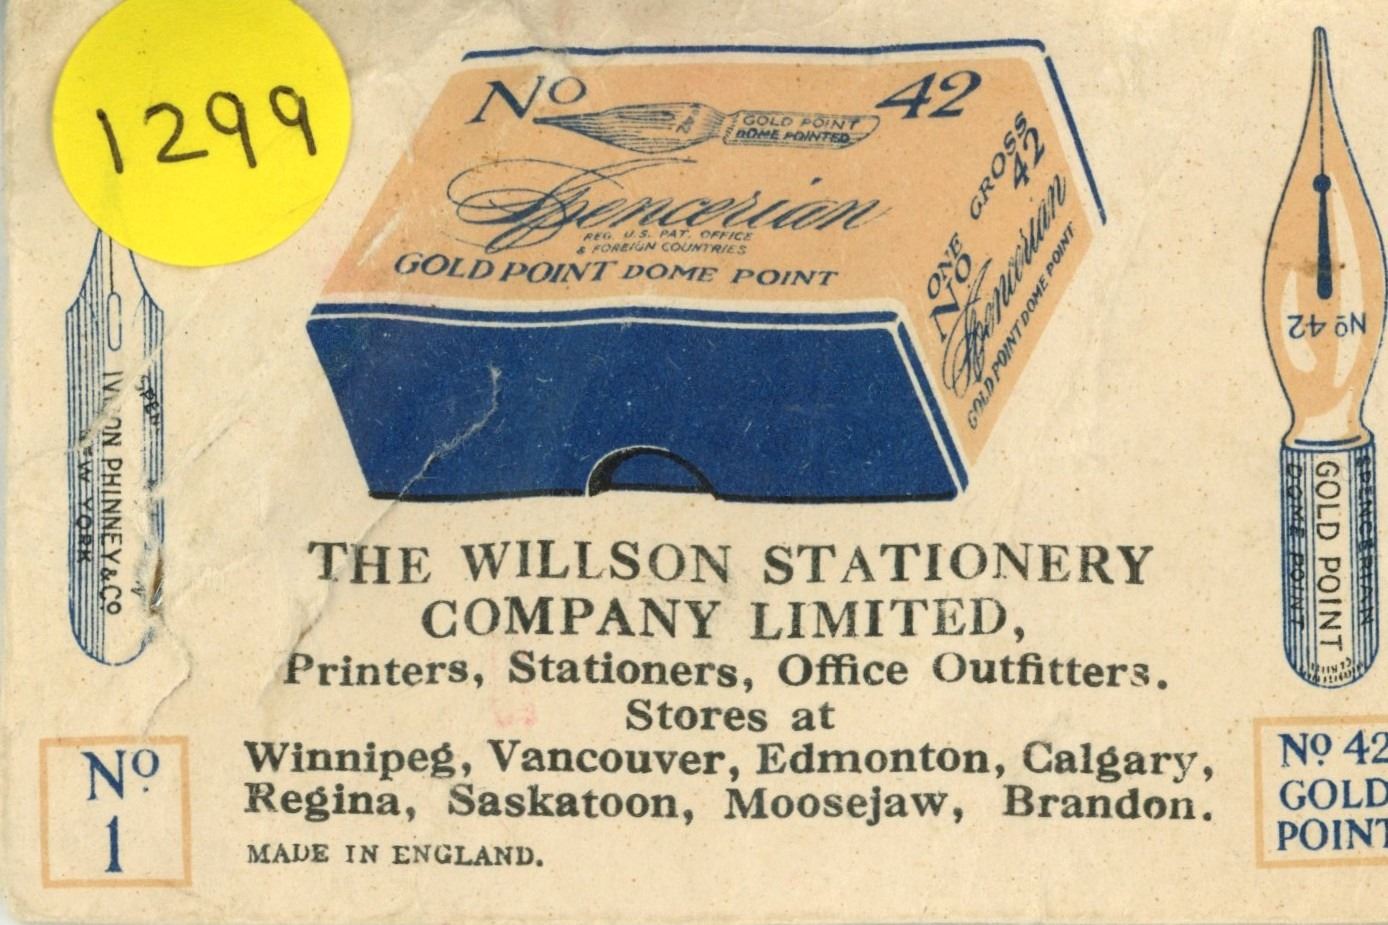 1299
No 42
GOLD POINT
DOME POINTED
Spencerian
REG. U.S. PAT. OFFICE
& FOREIGN COUNTRIES
GOLD POINT DOME POINT
ONE GROSS
No 42
Spencerian
GOLD POINT DOME POINT
PHINNEY & Co
NEW YORK
No 42
SPENCERIAN
GOLD POINT
DOME POINT
THE WILLSON STATIONERY
COMPANY LIMITED,
Printers, Stationers, Office Outfitters.
Stores at
Winnipeg, Vancouver, Edmonton, Calgary,
Regina, Saskatoon, Moosejaw, Brandon.
MADE IN ENGLAND.
No.
1
No. 42
GOLD
POINT